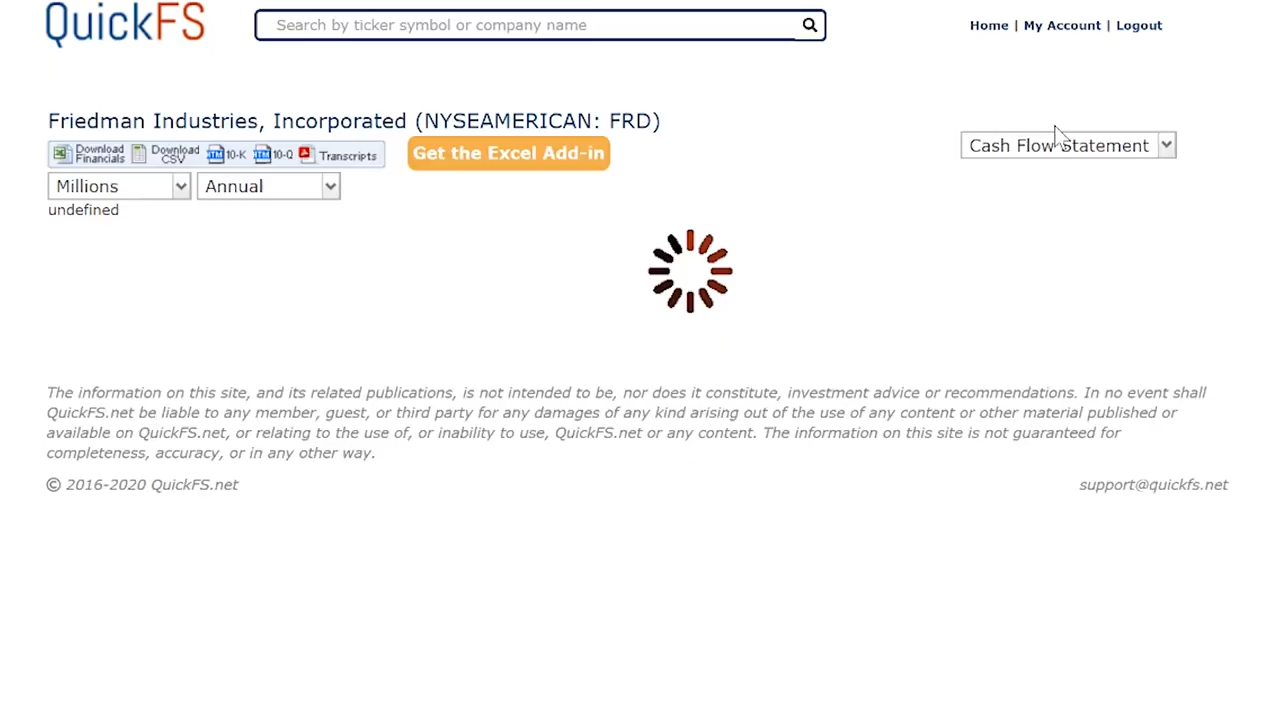 QuickFS
Search by ticker symbol or company name
Home | My Account | Logout
Friedman Industries, Incorporated (NYSEAMERICAN: FRD)
Cash Flow Statement
Download Financials Download CSV 10-K 10-Q Transcripts
Get the Excel Add-in
Millions Annual
undefined
The information on this site, and its related publications, is not intended to be, nor does it constitute, investment advice or recommendations. In no event shall
QuickFS.net be liable to any member, guest, or third party for any damages of any kind arising out of the use of any content or other material published or
available on QuickFS.net, or relating to the use of, or inability to use, QuickFS.net or any content. The information on this site is not guaranteed for
completeness, accuracy, or in any other way.
© 2016-2020 QuickFS.net
support@quickfs.net